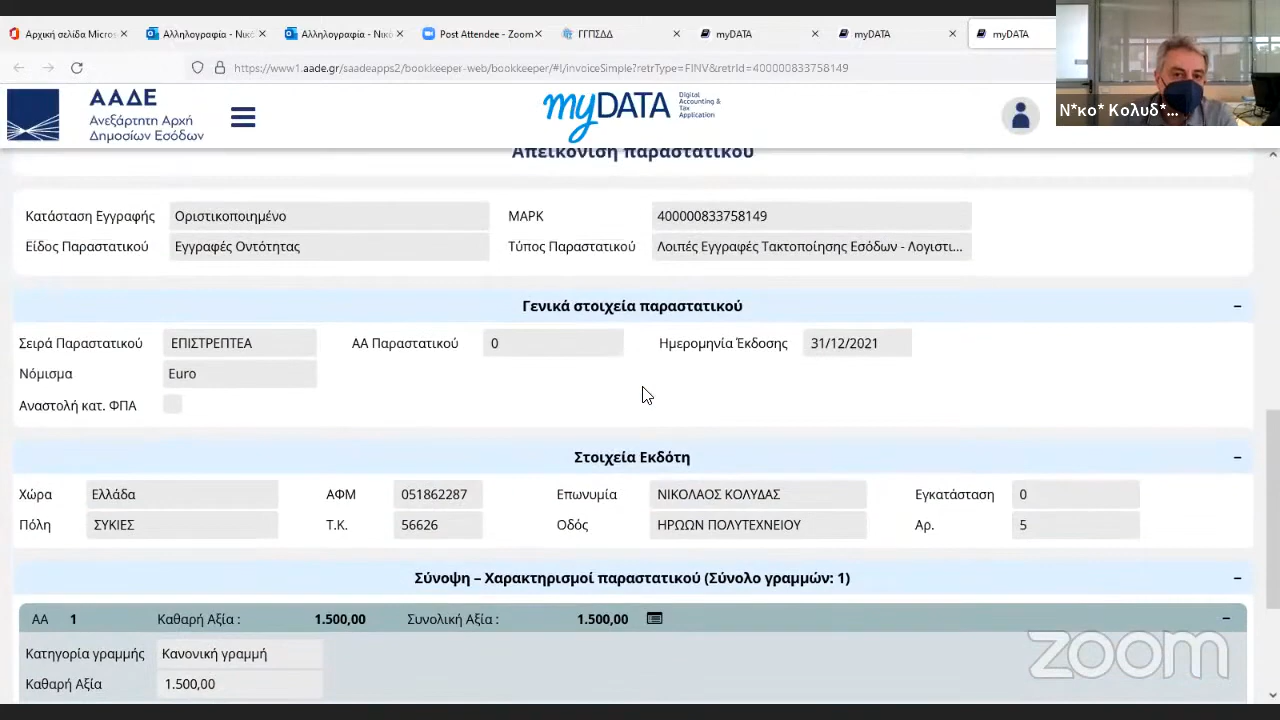 Αρχική σελίδα Micros
Αλληλογραφία - Νικό
Αλληλογραφία - Νικό
Post Attendee - Zoom
ΓΓΠΣΔΔ
myDATA
myDATA
myDATA
https://www1.aade.gr/saadeapps2/bookkeeper-web/bookkeeper/#!/invoiceSimple?retrType=FINV&retrId=400000833758149
Ν*κο* Κολυδ*...
ΑΑΔΕ
Ανεξάρτητη Αρχή
Δημοσίων Εσόδων
myDATA
Digital
Accounting &
Tax
Application
Απεικόνιση παραστατικού
Κατάσταση Εγγραφής Οριστικοποιημένο ΜΑΡΚ 400000833758149
Είδος Παραστατικού Εγγραφές Οντότητας Τύπος Παραστατικού Λοιπές Εγγραφές Τακτοποίησης Εσόδων - Λογιστι...
Γενικά στοιχεία παραστατικού −
Σειρά Παραστατικού ΕΠΙΣΤΡΕΠΤΕΑ ΑΑ Παραστατικού 0 Ημερομηνία Έκδοσης 31/12/2021
Νόμισμα Euro
Αναστολή κατ. ΦΠΑ
Στοιχεία Εκδότη −
Χώρα Ελλάδα ΑΦΜ 051862287 Επωνυμία ΝΙΚΟΛΑΟΣ ΚΟΛΥΔΑΣ Εγκατάσταση 0
Πόλη ΣΥΚΙΕΣ Τ.Κ. 56626 Οδός ΗΡΩΩΝ ΠΟΛΥΤΕΧΝΕΙΟΥ Αρ. 5
Σύνοψη – Χαρακτηρισμοί παραστατικού (Σύνολο γραμμών: 1) −
ΑΑ 1 Καθαρή Αξία : 1.500,00 Συνολική Αξία : 1.500,00 −
Κατηγορία γραμμής Κανονική γραμμή
Καθαρή Αξία 1.500,00
zoom